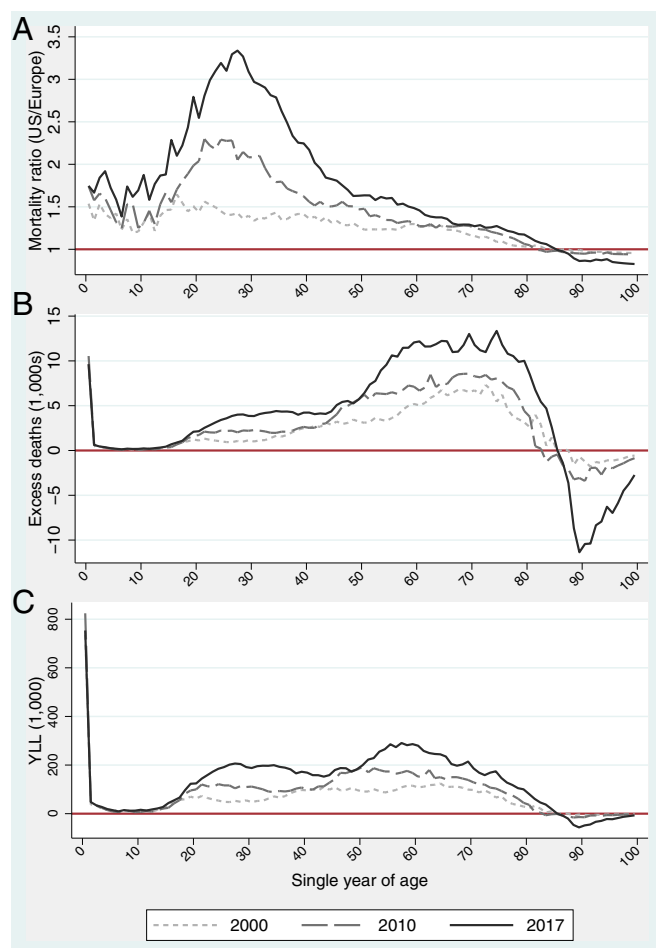 A
Mortality ratio (US/Europe)
3.5
3
2.5
2
1.5
1
0 10 20 30 40 50 60 70 80 90 100
B
Excess deaths (1,000s)
15
10
5
0
−5
−10
0 10 20 30 40 50 60 70 80 90 100
C
YLL (1,000)
800
600
400
200
0
0 10 20 30 40 50 60 70 80 90 100
Single year of age
2000 2010 2017